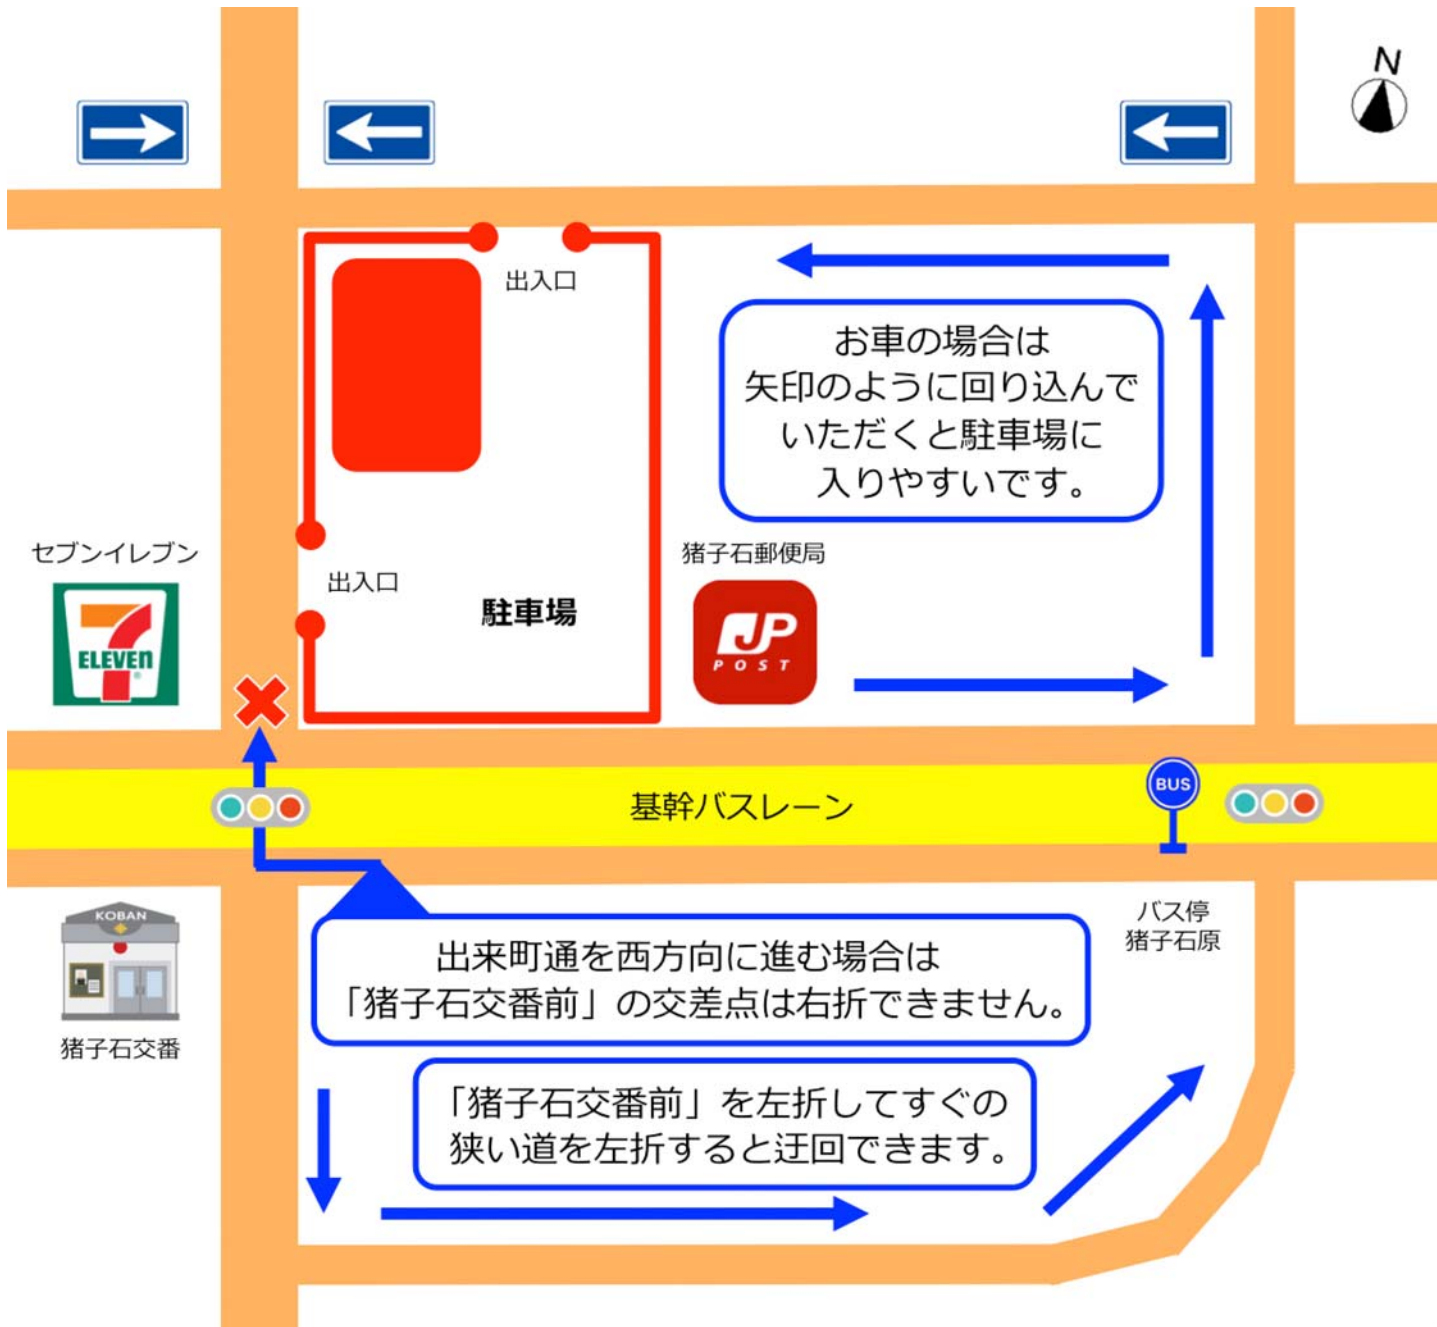 N
出入口
お車の場合は
矢印のように回り込んで
いただくと駐車場に
入りやすいです。
セブンイレブン
ELEVEn
®
出入口
駐車場
猪子石郵便局
JP
POST
基幹バスレーン
BUS
バス停
猪子石原
KOBAN
猪子石交番
出来町通を西方向に進む場合は
「猪子石交番前」の交差点は右折できません。
「猪子石交番前」を左折してすぐの
狭い道を左折すると迂回できます。